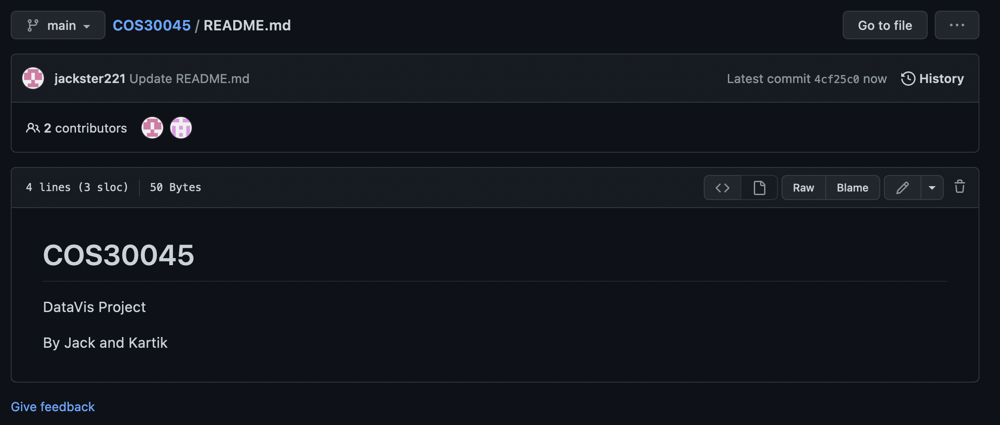 main
COS30045 / README.md
Go to file
...
jackster221 Update README.md
Latest commit 4cf25c0 now
History
2 contributors
4 lines (3 sloc)
50 Bytes
<>
Raw
Blame
COS30045
DataVis Project
By Jack and Kartik
Give feedback